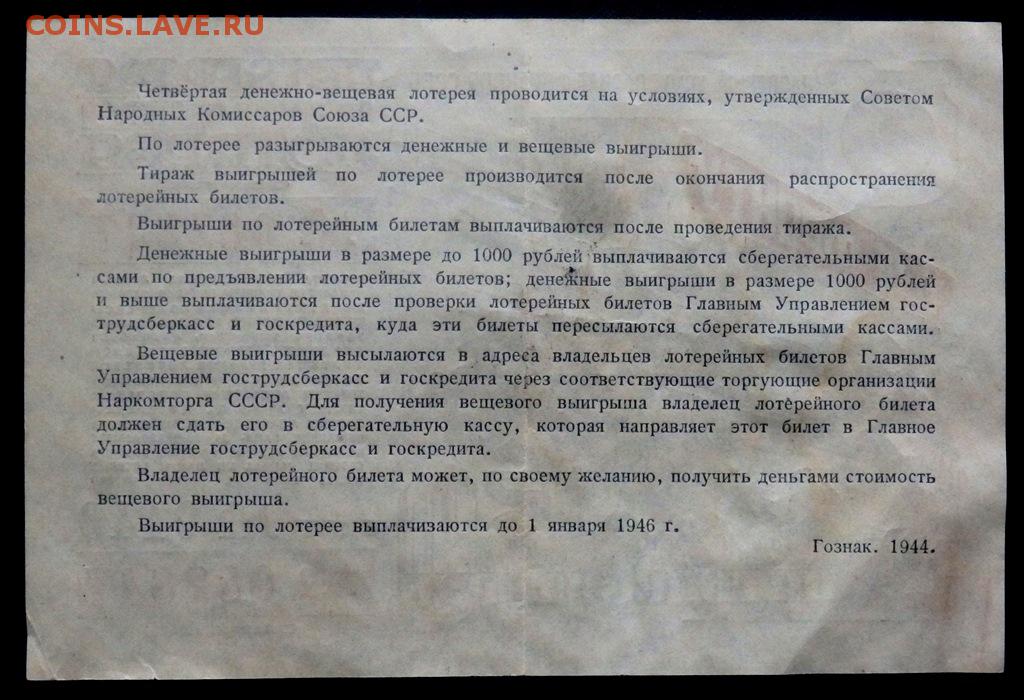 COINS.LAVE.RU
Четвёртая денежно-вещевая лотерея проводится на условиях, утвержденных Советом
Народных Комиссаров Союза ССР.
По лотерее разыгрываются денежные и вещевые выигрыши.
Тираж выигрышей по лотерее производится после окончания распространения
лотерейных билетов.
Выигрыши по лотерейным билетам выплачиваются после проведения тиража.
Денежные выигрыши в размере до 1000 рублей выплачиваются сберегательными кас-
сами по предъявлении лотерейных билетов; денежные выигрыши в размере 1000 рублей
и выше выплачиваются после проверки лотерейных билетов Главным Управлением гос-
трудсберкасс и госкредита, куда эти билеты пересылаются сберегательными кассами.
Вещевые выигрыши высылаются в адреса владельцев лотерейных билетов Главным
Управлением гострудсберкасс и госкредита через соответствующие торгующие организации
Наркомторга СССР. Для получения вещевого выигрыша владелец лотерейного билета
должен сдать его в сберегательную кассу, которая направляет этот билет в Главное
Управление гострудсберкасс и госкредита.
Владелец лотерейного билета может, по своему желанию, получить деньгами стоимость
вещевого выигрыша.
Выигрыши по лотерее выплачизаются до 1 января 1946 г.
Гознак. 1944.